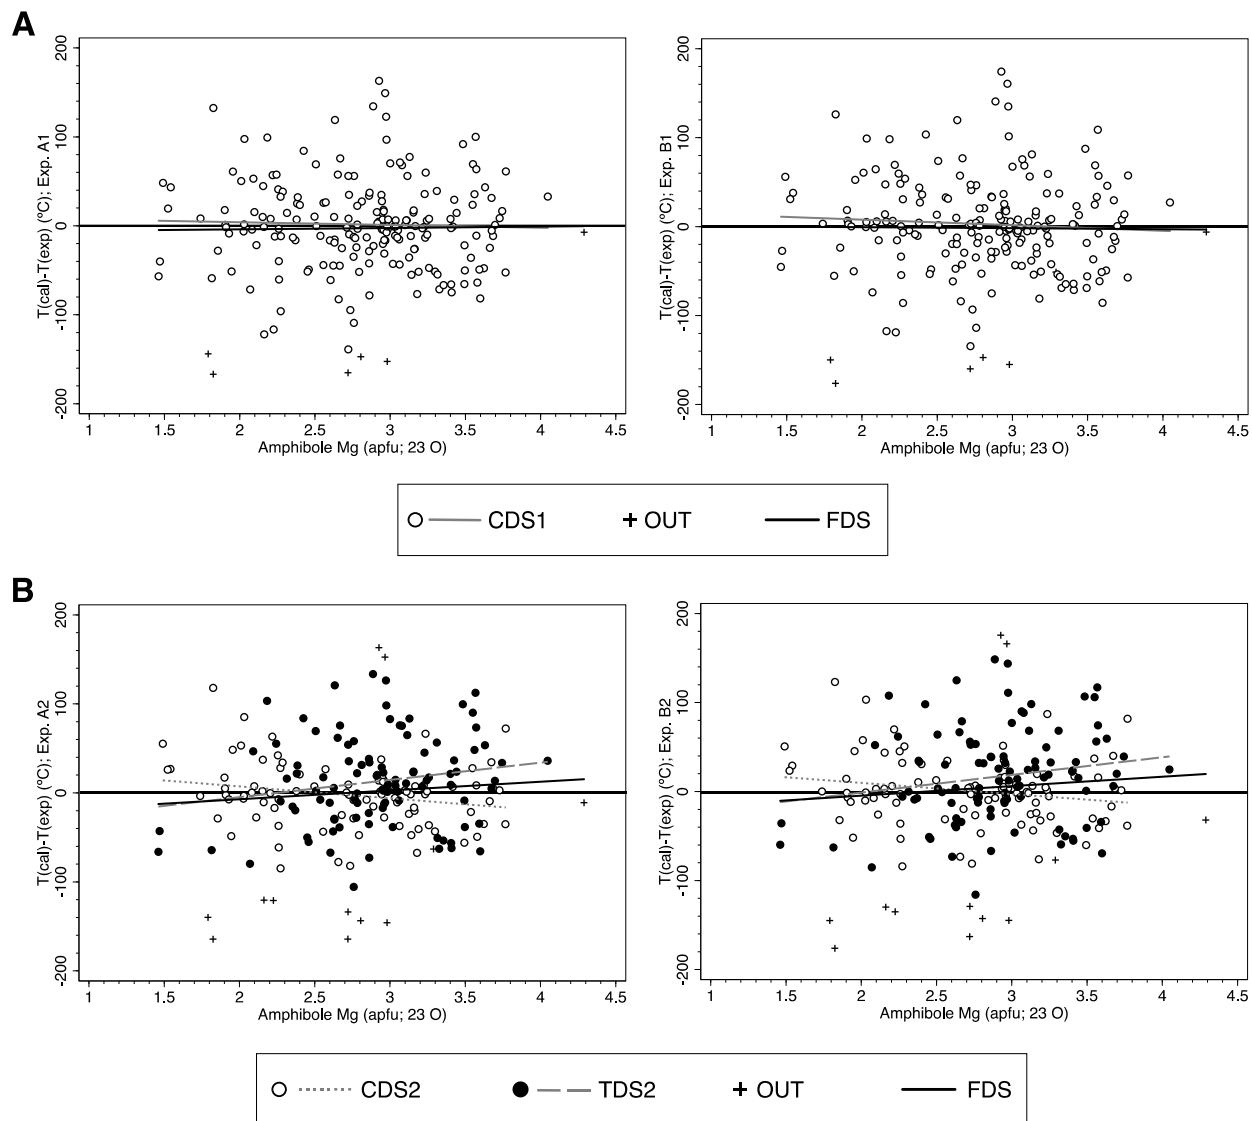 A
200
100
0
-100
-200
T(cal)-T(exp) (ºC); Exp. A1
1 1.5 2 2.5 3 3.5 4 4.5
Amphibole Mg (apfu; 23 O)
200
100
0
-100
-200
T(cal)-T(exp) (ºC); Exp. B1
1 1.5 2 2.5 3 3.5 4 4.5
Amphibole Mg (apfu; 23 O)
CDS1 OUT FDS
B
200
100
0
-100
-200
T(cal)-T(exp) (ºC); Exp. A2
1 1.5 2 2.5 3 3.5 4 4.5
Amphibole Mg (apfu; 23 O)
200
100
0
-100
-200
T(cal)-T(exp) (ºC); Exp. B2
1 1.5 2 2.5 3 3.5 4 4.5
Amphibole Mg (apfu; 23 O)
CDS2 TDS2 OUT FDS